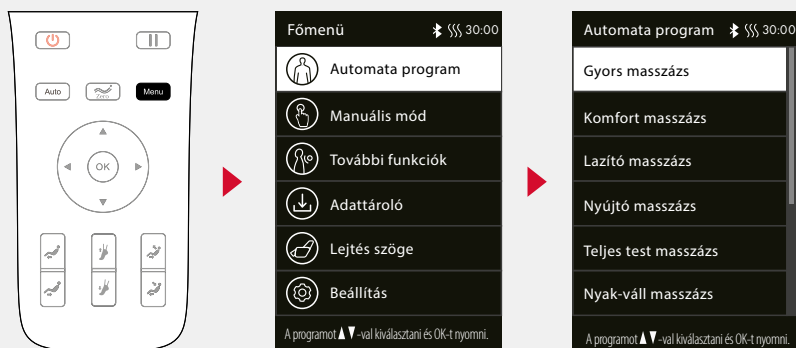 Auto
Zero
Menu
OK
Főmenü 30:00
Automata program
Manuális mód
További funkciók
Adattároló
Lejtés szöge
Beállítás
A programot ▲▼-val kiválasztani és OK-t nyomni.
Automata program 30:00
Gyors masszázs
Komfort masszázs
Lazító masszázs
Nyújtó masszázs
Teljes test masszázs
Nyak-váll masszázs
A programot ▲▼-val kiválasztani és OK-t nyomni.